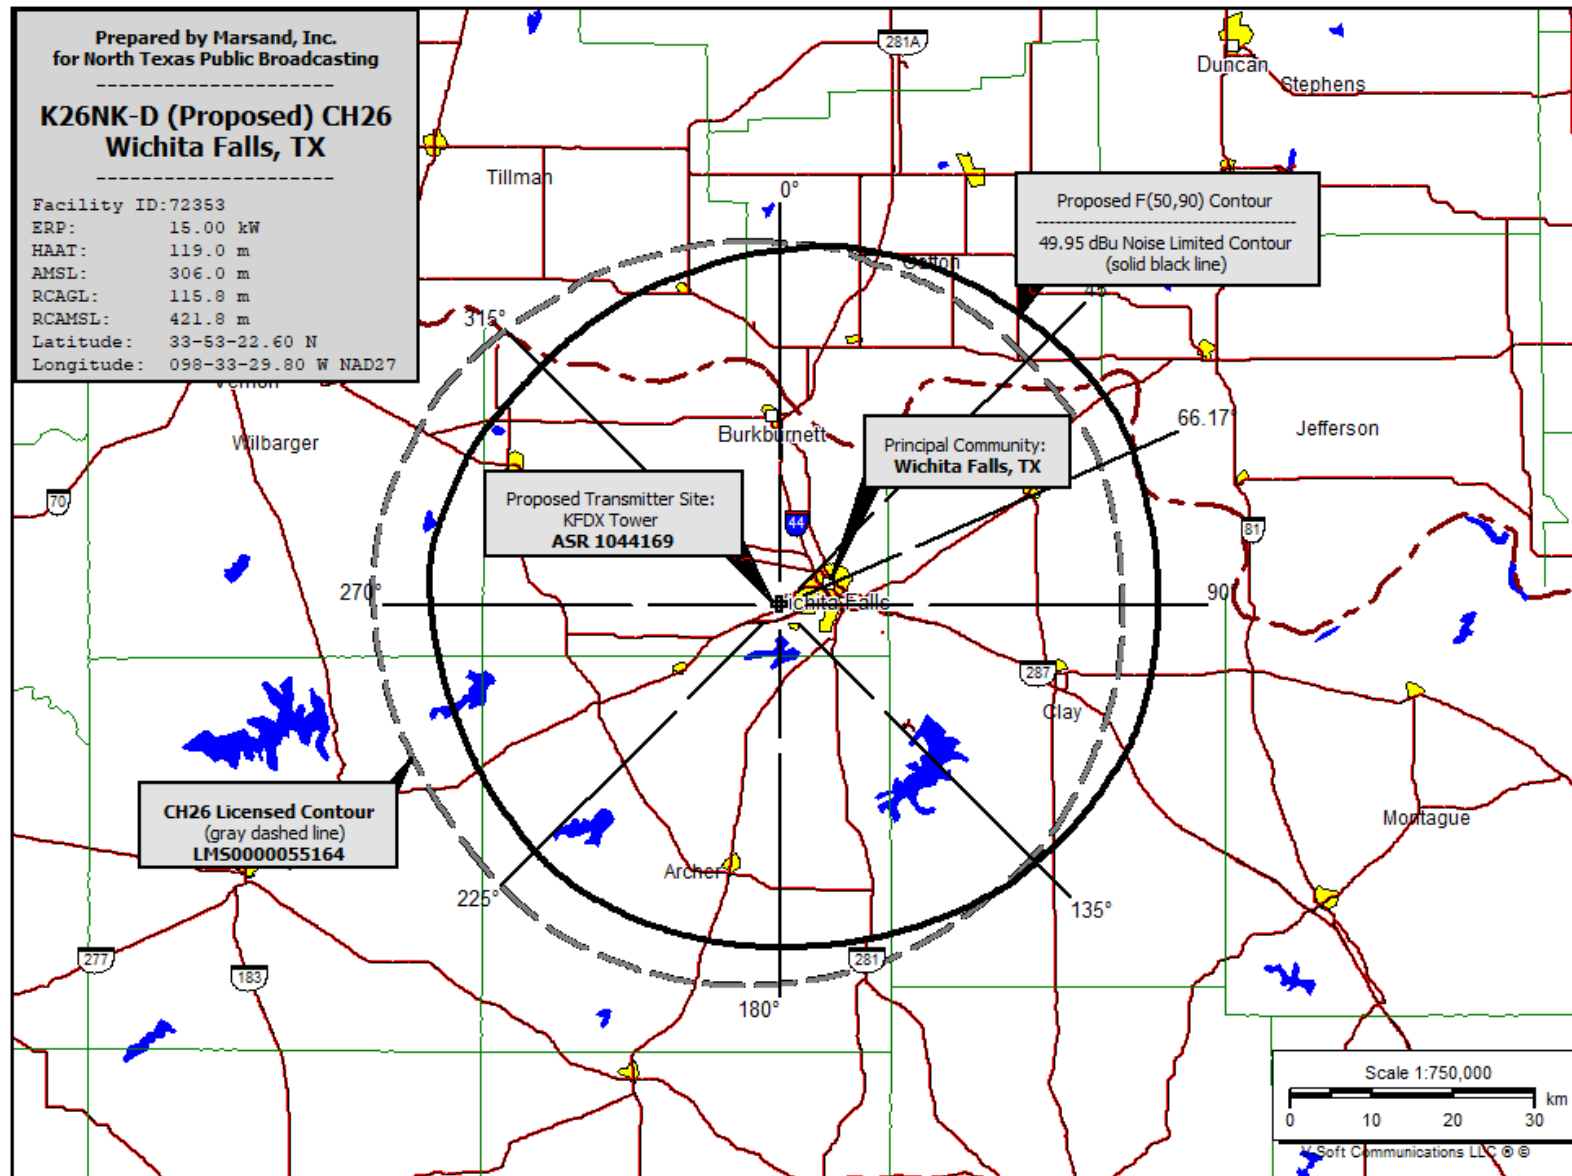 Prepared by Marsand, Inc.
for North Texas Public Broadcasting
---------------------
K26NK-D (Proposed) CH26
Wichita Falls, TX
---------------------
Facility ID:72353
ERP: 15.00 kW
HAAT: 119.0 m
AMSL: 306.0 m
RCAGL: 115.8 m
RCAMSL: 421.8 m
Latitude: 33-53-22.60 N
Longitude: 098-33-29.80 W NAD27
281A
Duncan
Stephens
Tillman
0°
Proposed F(50,90) Contour
49.95 dBu Noise Limited Contour
(solid black line)
Cotton
45°
315°
Vernon
Wilbarger
Burkburnett
66.17°
Jefferson
Principal Community:
Wichita Falls, TX
Proposed Transmitter Site:
KFDX Tower
ASR 1044169
70
44
81
270°
Wichita Falls
90°
287
Clay
CH26 Licensed Contour
(gray dashed line)
LMS0000055164
Montague
Archer
225°
135°
277
183
281
180°
Scale 1:750,000
km
0 10 20 30
V-Soft Communications LLC ® ©